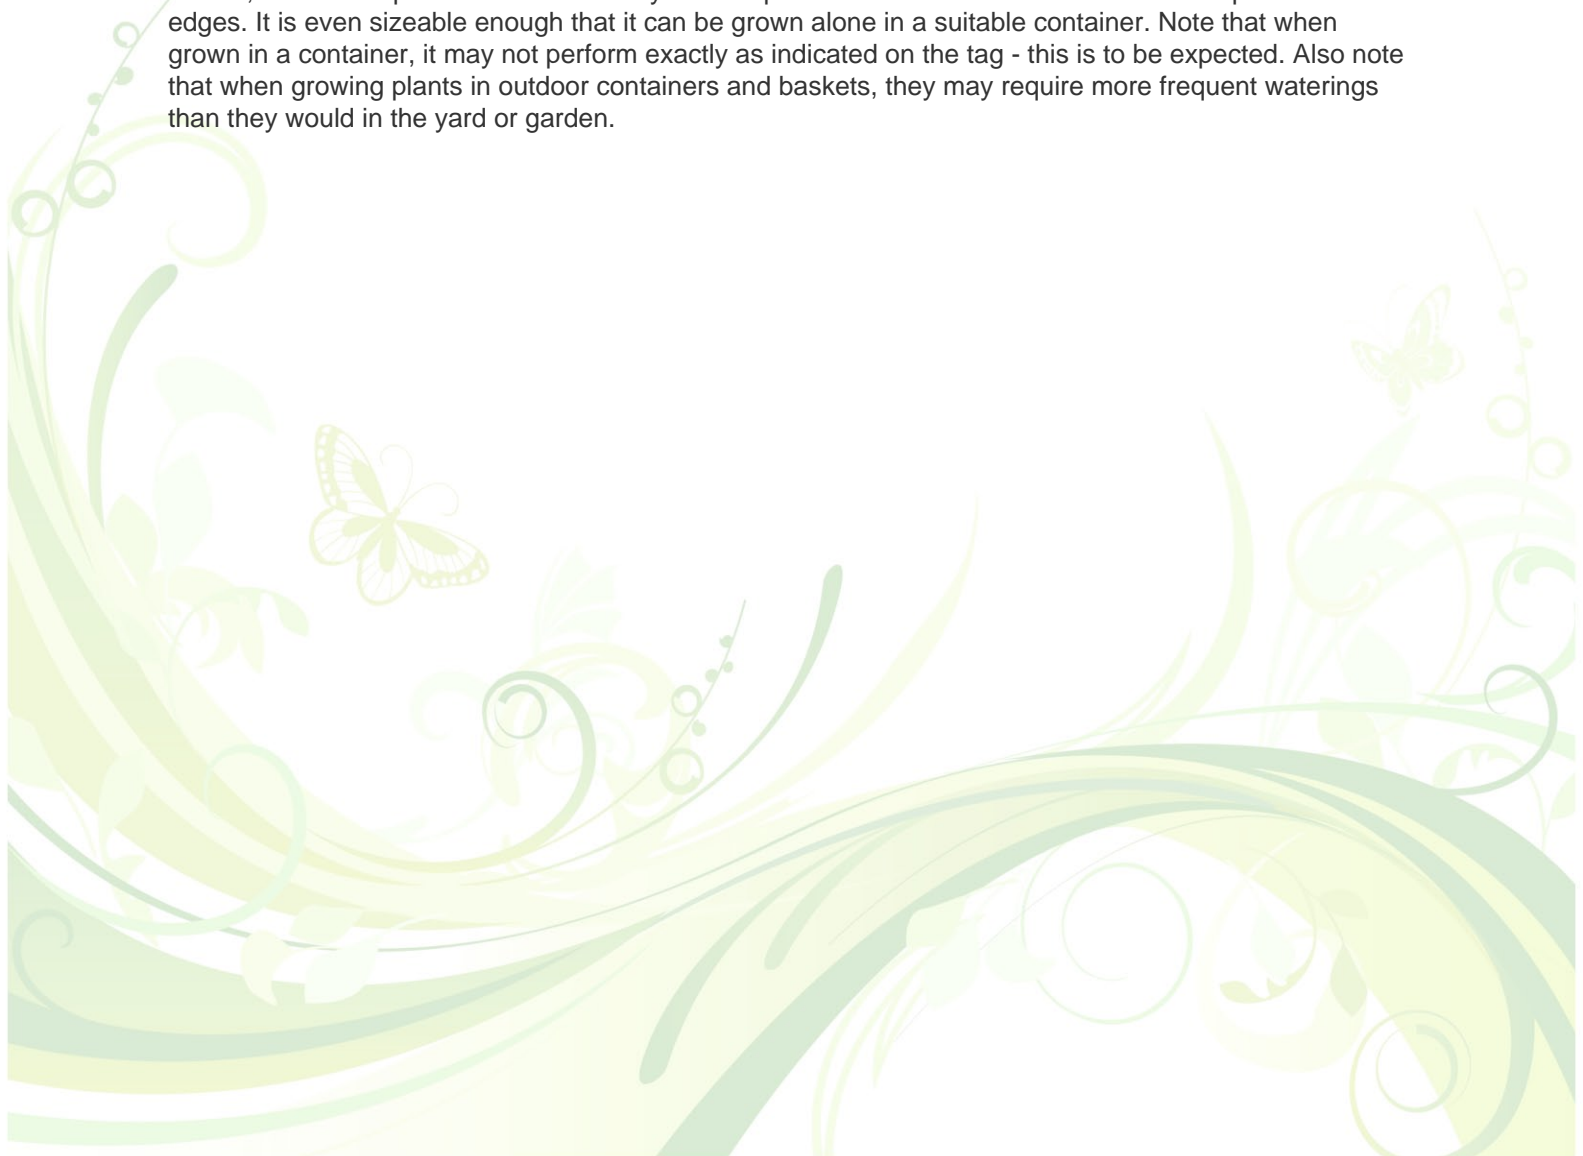 edges. It is even sizeable enough that it can be grown alone in a suitable container. Note that when
grown in a container, it may not perform exactly as indicated on the tag - this is to be expected. Also note
that when growing plants in outdoor containers and baskets, they may require more frequent waterings
than they would in the yard or garden.